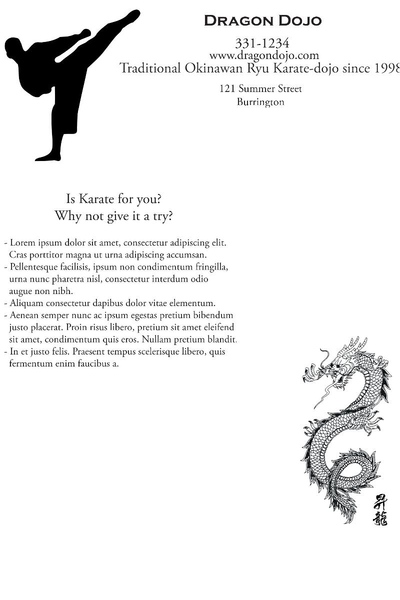 Dragon Dojo
331-1234
www.dragondojo.com
Traditional Okinawan Ryu Karate-dojo since 1998
121 Summer Street
Burrington
Is Karate for you?
Why not give it a try?
- Lorem ipsum dolor sit amet, consectetur adipiscing elit.
Cras porttitor magna ut urna adipiscing accumsan.
- Pellentesque facilisis, ipsum non condimentum fringilla,
urna nunc pharetra nisl, consectetur interdum odio
augue non nibh.
- Aliquam consectetur dapibus dolor vitae elementum.
- Aenean semper nunc ac ipsum egestas pretium bibendum
justo placerat. Proin risus libero, pretium sit amet eleifend
sit amet, condimentum quis eros. Nullam pretium blandit.
- In et justo felis. Praesent tempus scelerisque libero, quis
fermentum enim faucibus a.
昇
龍